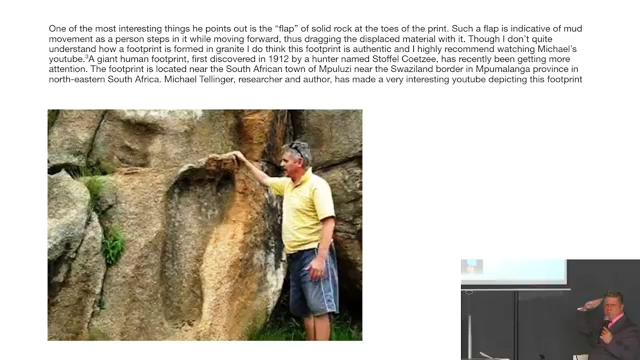 One of the most interesting things he points out is the “flap” of solid rock at the toes of the print. Such a flap is indicative of mud
movement as a person steps in it while moving forward, thus dragging the displaced material with it. Though I don’t quite
understand how a footprint is formed in granite I do think this footprint is authentic and I highly recommend watching Michael’s
youtube.³A giant human footprint, first discovered in 1912 by a hunter named Stoffel Coetzee, has recently been getting more
attention. The footprint is located near the South African town of Mpuluzi near the Swaziland border in Mpumalanga province in
north-eastern South Africa. Michael Tellinger, researcher and author, has made a very interesting youtube depicting this footprint